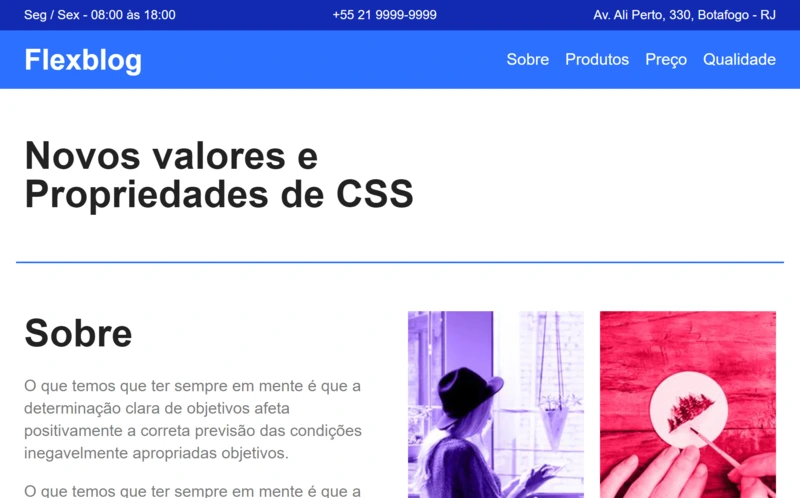 Seg / Sex - 08:00 às 18:00
+55 21 9999-9999
Av. Ali Perto, 330, Botafogo - RJ
Flexblog
Sobre
Produtos
Preço
Qualidade
Novos valores e
Propriedades de CSS
Sobre
O que temos que ter sempre em mente é que a
determinação clara de objetivos afeta
positivamente a correta previsão das condições
inegavelmente apropriadas objetivos.
O que temos que ter sempre em mente é que a